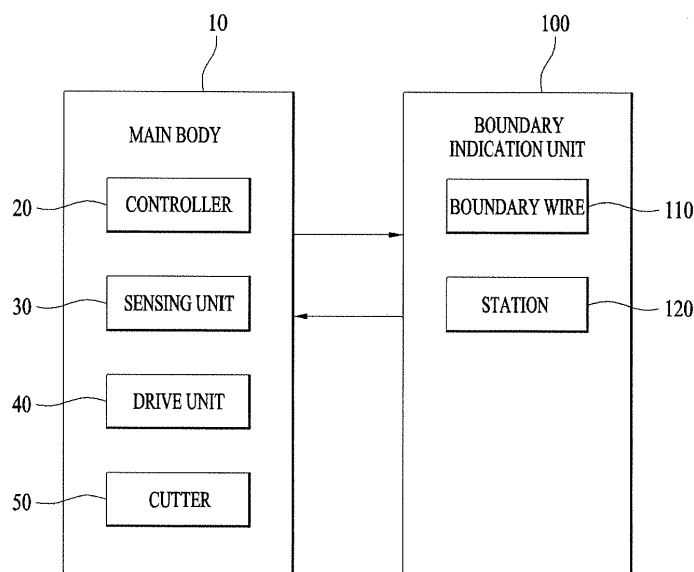 10
100
MAIN BODY
BOUNDARY
INDICATION UNIT
20
CONTROLLER
BOUNDARY WIRE
110
30
SENSING UNIT
STATION
120
40
DRIVE UNIT
50
CUTTER